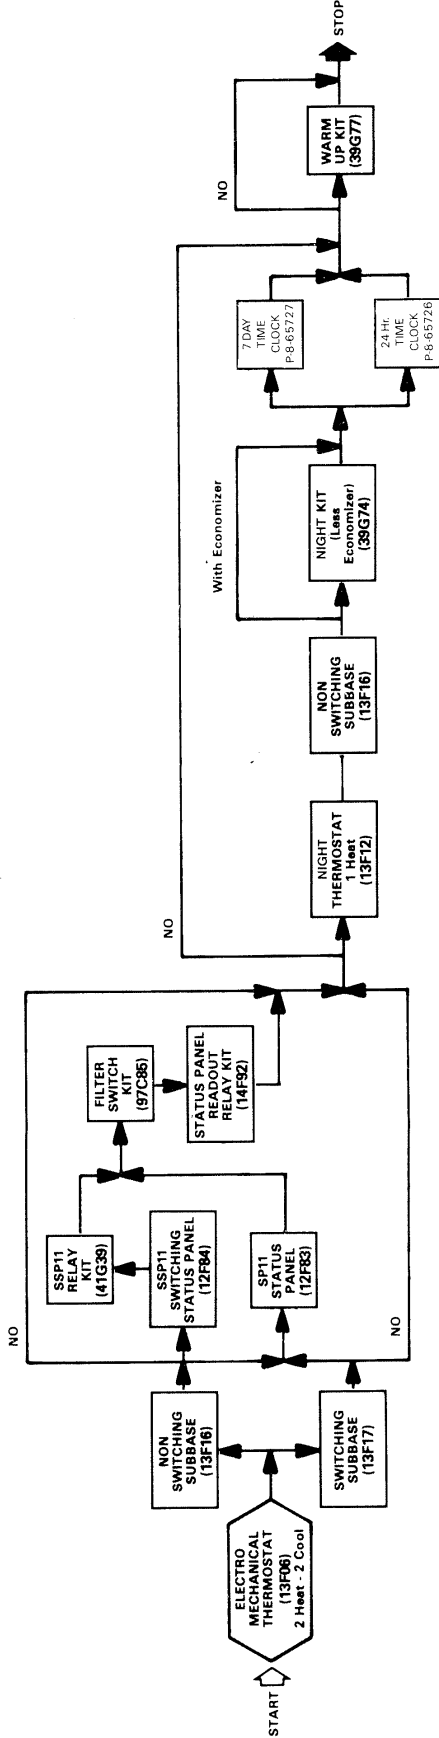 START
ELECTRO
MECHANICAL
THERMOSTAT
(13F06)
2 Heat - 2 Cool
NON
SWITCHING
SUBBASE
(13F16)
SWITCHING
SUBBASE
(13F17)
NO
SSP11
RELAY
KIT
(41G39)
SSP11
SWITCHING
STATUS PANEL
(12F84)
SP11
STATUS
PANEL
(12F83)
NO
FILTER
SWITCH
KIT
(97C85)
STATUS PANEL
READOUT
RELAY KIT
(14F92)
NO
NIGHT
THERMOSTAT
1 Heat
(13F12)
NON
SWITCHING
SUBBASE
(13F16)
With Economizer
NIGHT KIT
(Less
Economizer)
(39G74)
7 DAY
TIME
CLOCK
P-8-65727
24 Hr.
TIME
CLOCK
P-8-65726
NO
WARM
UP KIT
(39G77)
STOP